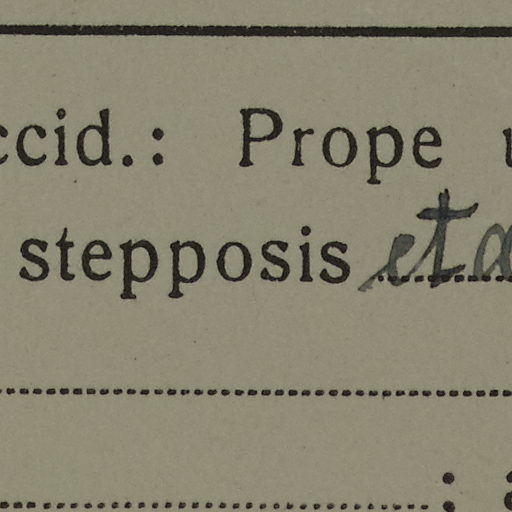 ccid.: Prope
stepposis et
: